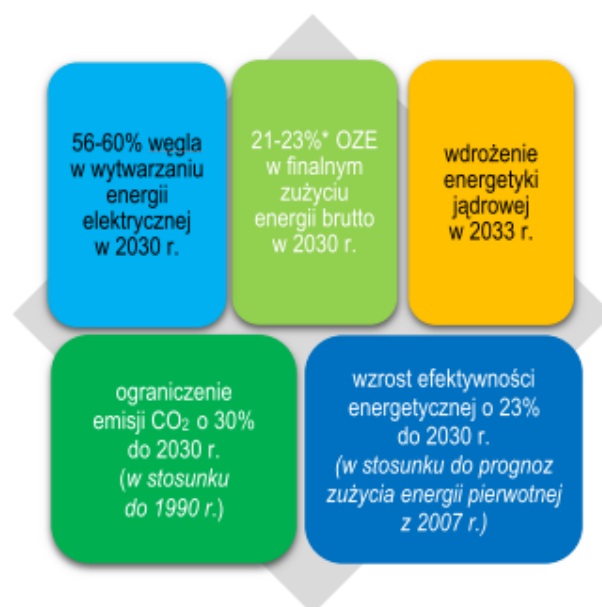 56-60% węgla
w wytwarzaniu
energii
elektrycznej
w 2030 r.
21-23%* OZE
w finalnym
zużyciu
energii brutto
w 2030 r.
wdrożenie
energetyki
jądrowej
w 2033 r.
ograniczenie
emisji CO₂ o 30%
do 2030 r.
(w stosunku
do 1990 r.)
wzrost efektywności
energetycznej o 23%
do 2030 r.
(w stosunku do prognoz
zużycia energii pierwotnej
z 2007 r.)